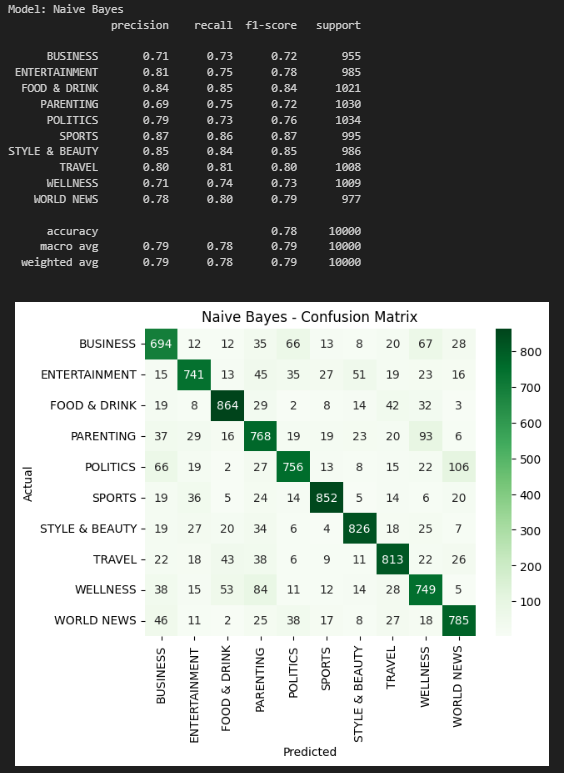 Model: Naive Bayes
precision recall f1-score support
BUSINESS 0.71 0.73 0.72 955
ENTERTAINMENT 0.81 0.75 0.78 985
FOOD & DRINK 0.84 0.85 0.84 1021
PARENTING 0.69 0.75 0.72 1030
POLITICS 0.79 0.73 0.76 1034
SPORTS 0.87 0.86 0.87 995
STYLE & BEAUTY 0.85 0.84 0.85 986
TRAVEL 0.80 0.81 0.80 1008
WELLNESS 0.71 0.74 0.73 1009
WORLD NEWS 0.78 0.80 0.79 977
accuracy 0.78 10000
macro avg 0.79 0.78 0.79 10000
weighted avg 0.79 0.78 0.79 10000
Naive Bayes - Confusion Matrix
BUSINESS 694 12 12 35 66 13 8 20 67 28
ENTERTAINMENT 15 741 13 45 35 27 51 19 23 16
FOOD & DRINK 19 8 864 29 2 8 14 42 32 3
PARENTING 37 29 16 768 19 19 23 20 93 6
POLITICS 66 19 2 27 756 13 8 15 22 106
SPORTS 19 36 5 24 14 852 5 14 6 20
STYLE & BEAUTY 19 27 20 34 6 4 826 18 25 7
TRAVEL 22 18 43 38 6 9 11 813 22 26
WELLNESS 38 15 53 84 11 12 14 28 749 5
WORLD NEWS 46 11 2 25 38 17 8 27 18 785
Actual
BUSINESS
ENTERTAINMENT
FOOD & DRINK
PARENTING
POLITICS
SPORTS
STYLE & BEAUTY
TRAVEL
WELLNESS
WORLD NEWS
Predicted
800
700
600
500
400
300
200
100